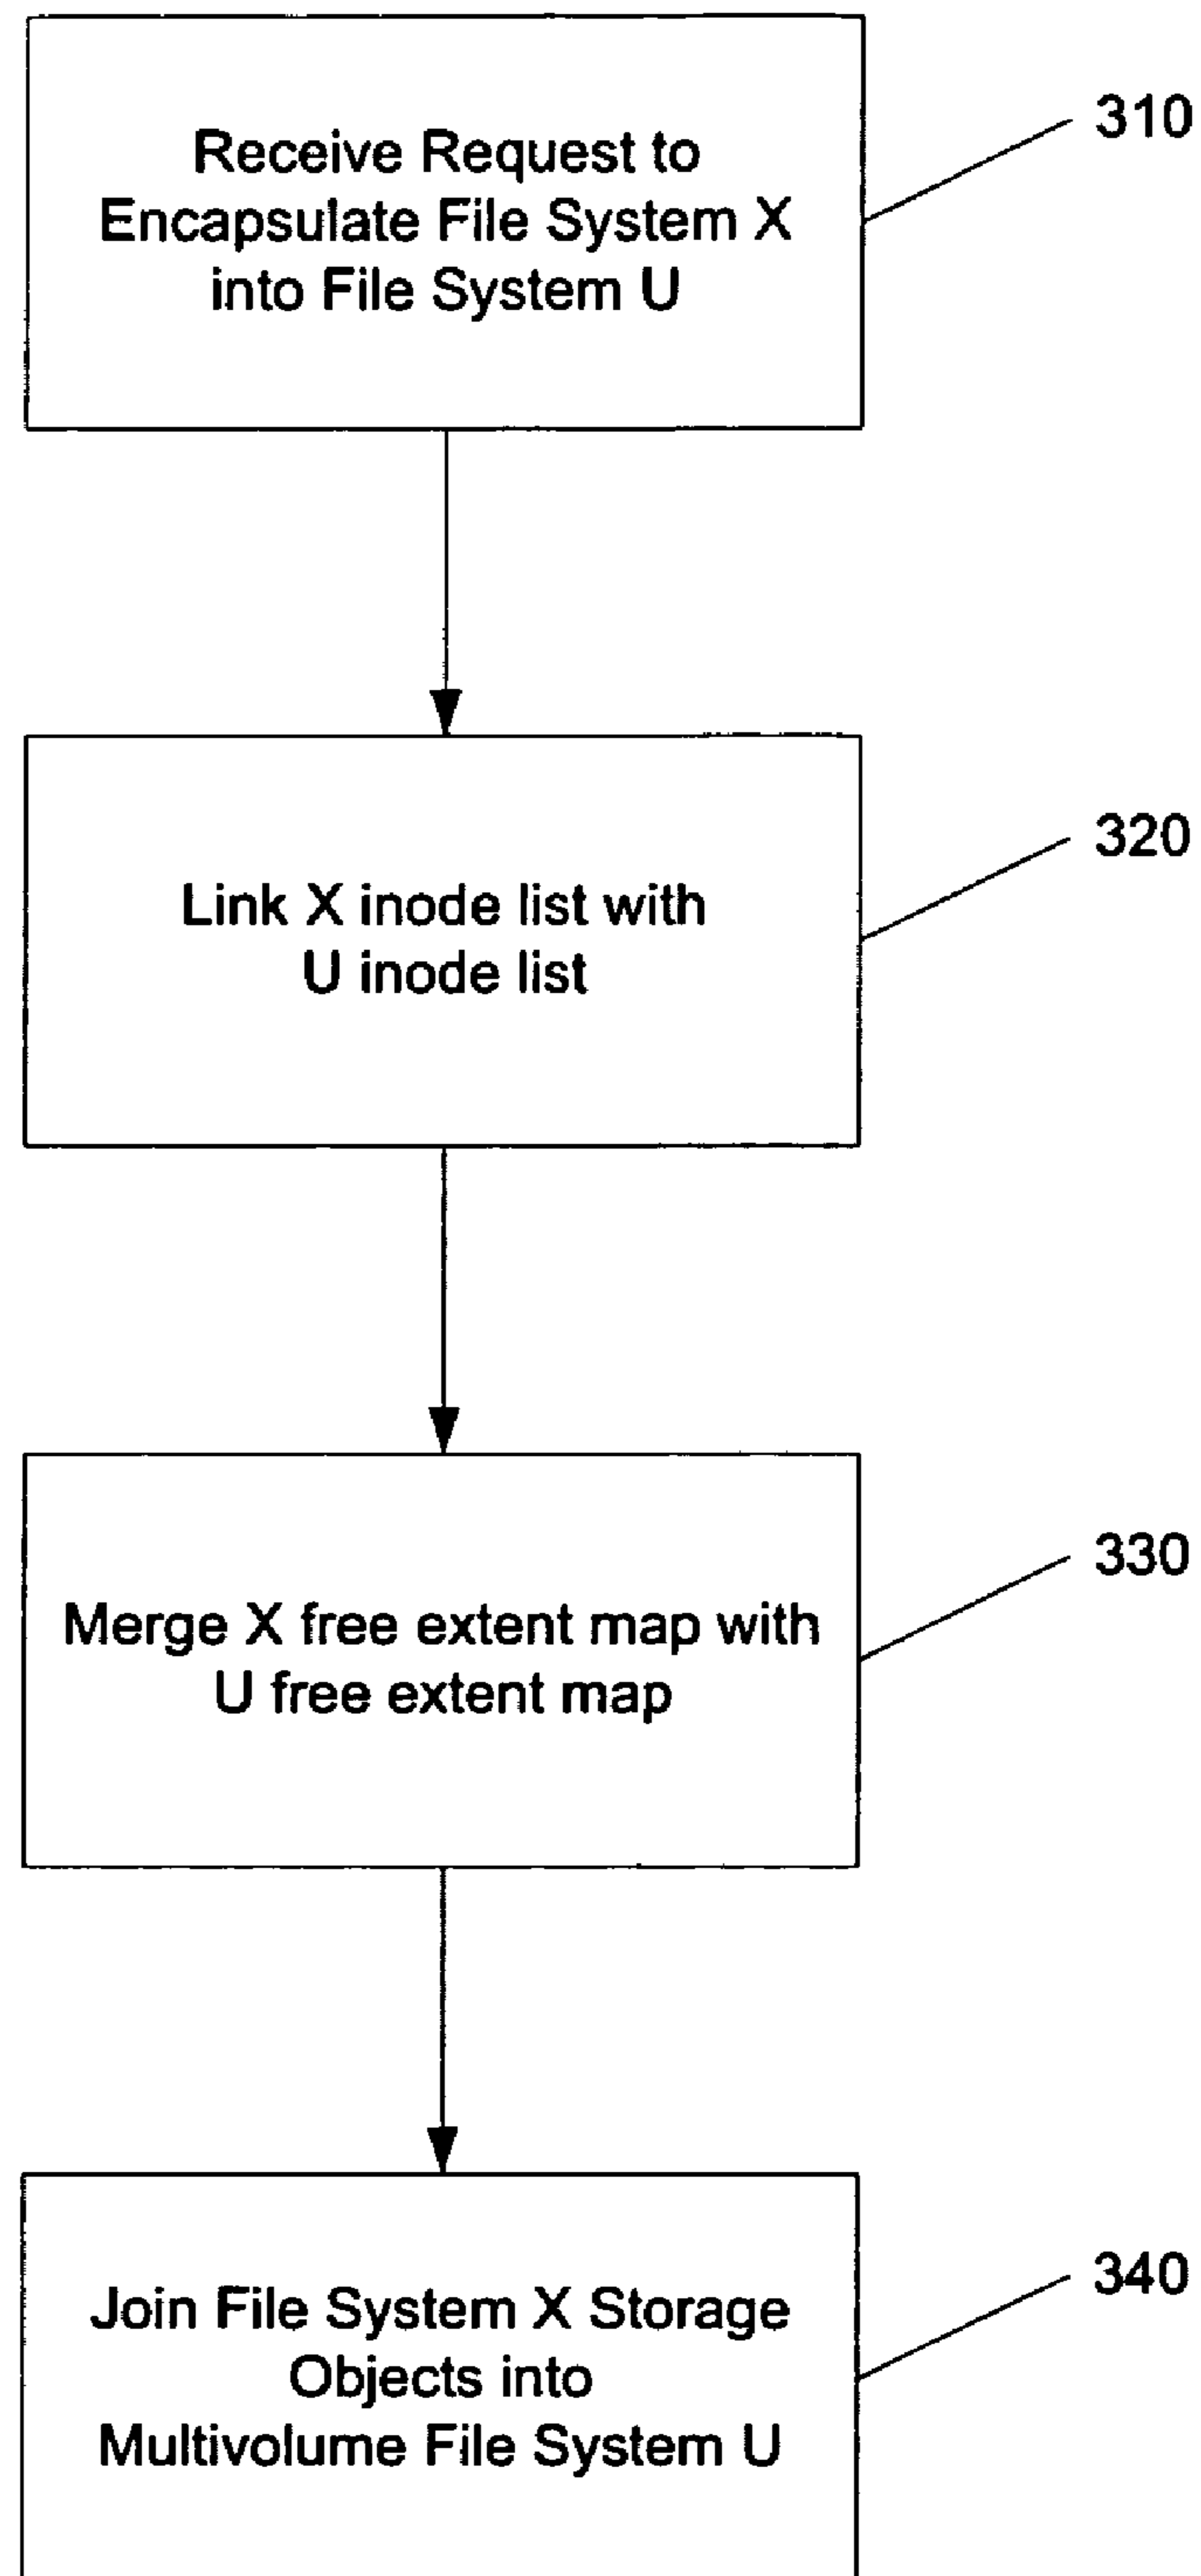 Receive Request to
Encapsulate File System X
into File System U
310
Link X inode list with
U inode list
320
Merge X free extent map with
U free extent map
330
Join File System X Storage
Objects into
Multivolume File System U
340